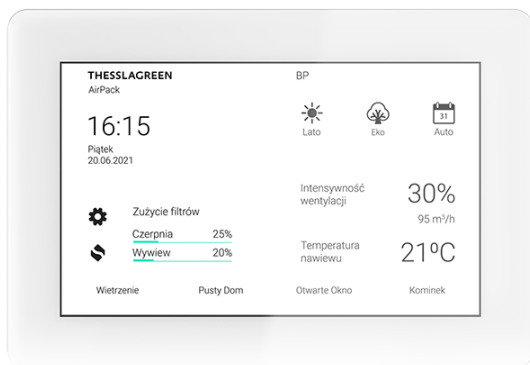 THESSLAGREEN
AirPack
BP
16:15
Piątek
20.06.2021
Lato
Eko
31
Auto
Intensywność
wentylacji
30%
95 m³/h
Zużycie filtrów
Czerpnia 25%
Wywiew 20%
Temperatura
nawiewu
21ºC
Wietrzenie
Pusty Dom
Otwarte Okno
Kominek